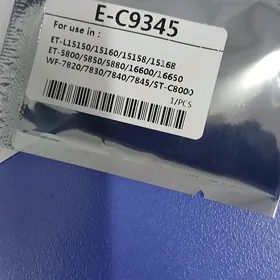 E-C9345
For use in :
ET-L15150/15160/15158/15168
ET-5800/5850/5880/16600/16650
WF-7820/7830/7840/7845/ST-C8000
1/PCS